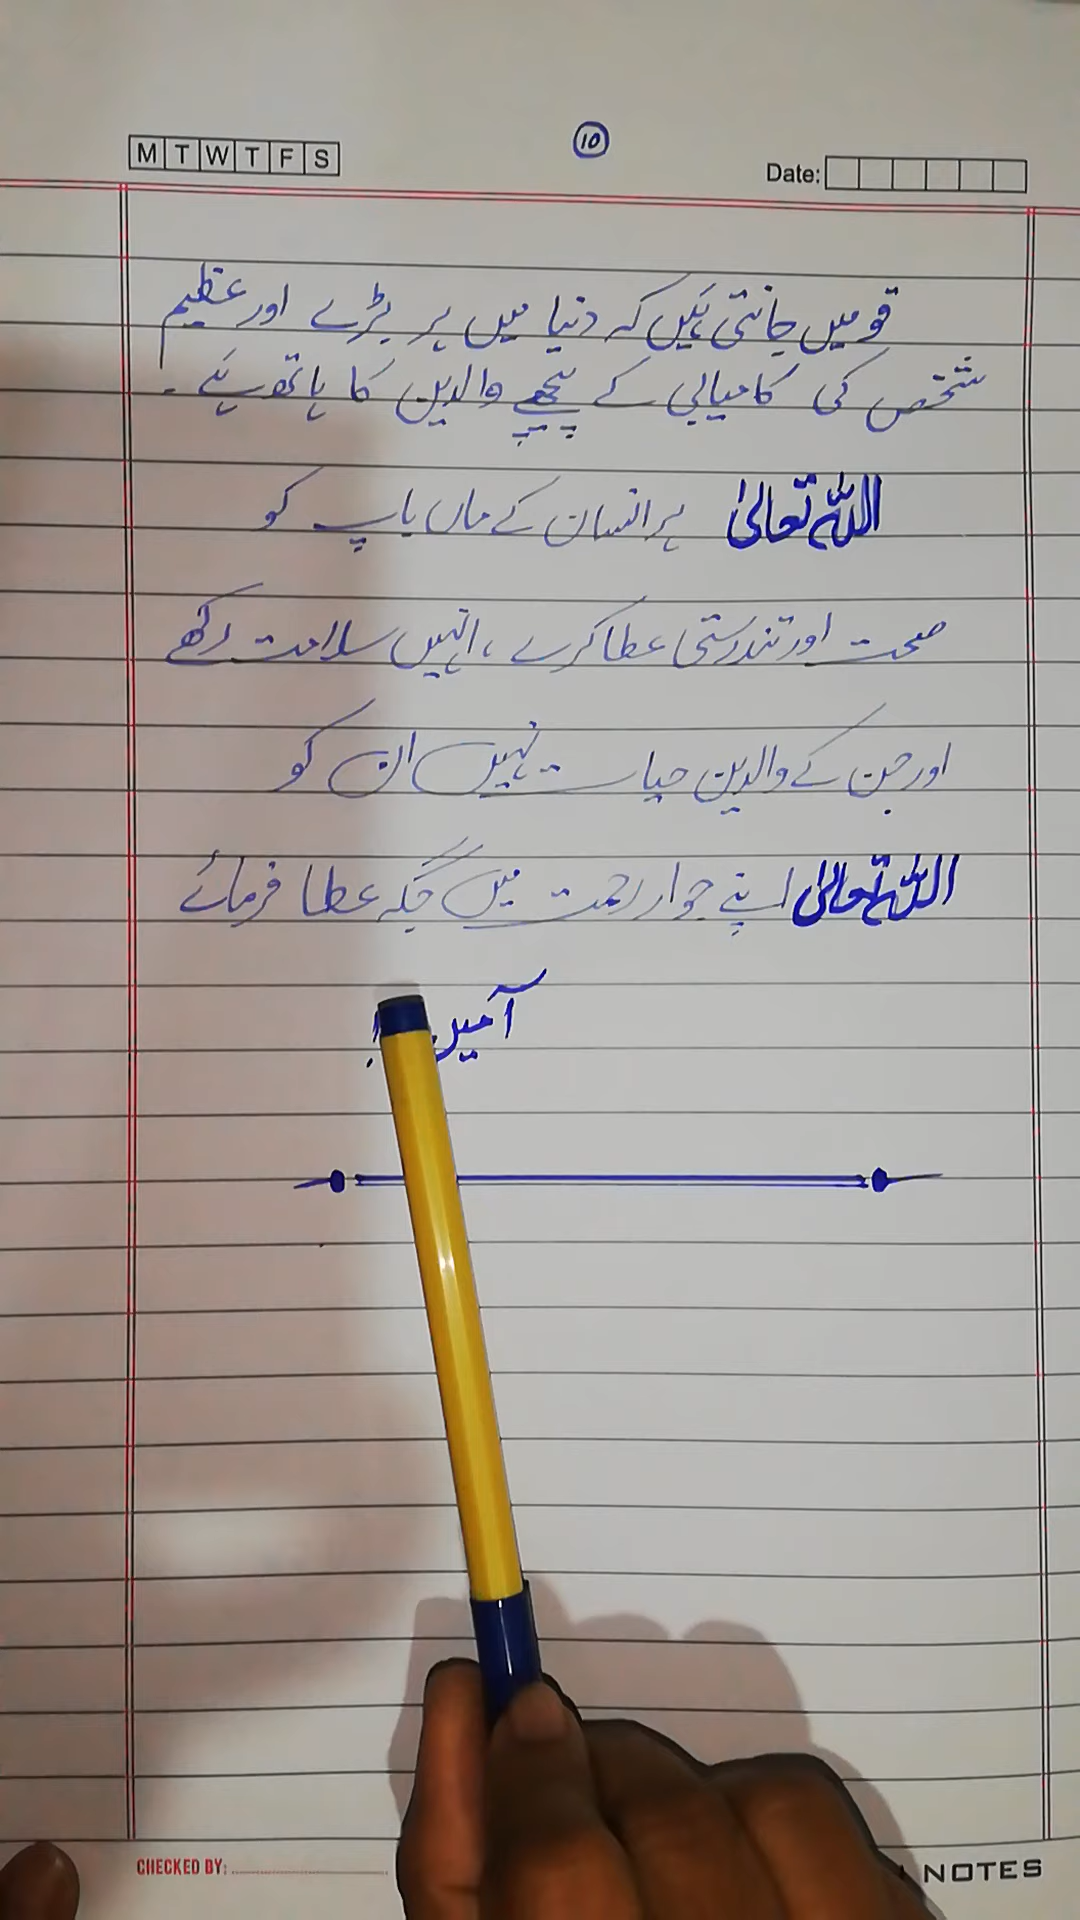 M T W T F S
10
Date:
قومیں جانتی ہیں کہ دنیا میں ہر بڑے اور عظیم
شخص کی کامیابی کے پیچھے والدین کا ہاتھ ہے ۔
اللہ تعالیٰ ہر انسان کے ماں باپ کو
صحت اور تندرستی عطا کرے ، انہیں سلامت رکھے
اور جن کے والدین حیات نہیں ان کو
اللہ تعالیٰ اپنے جوار رحمت میں جگہ عطا فرمائے
آمین !
CHECKED BY:
NOTES